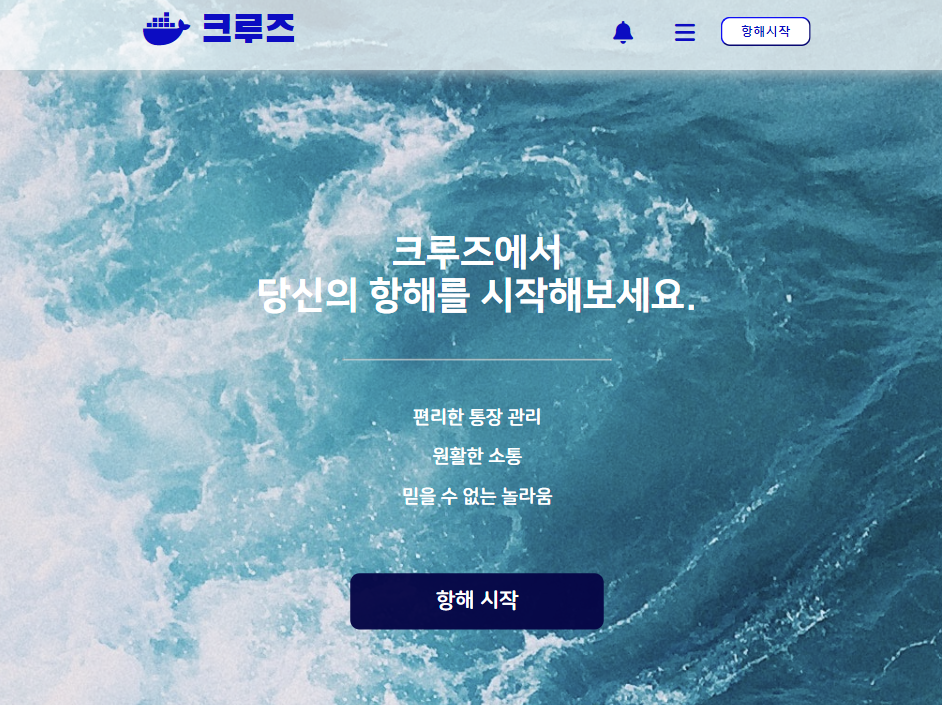 크루즈
항해시작
크루즈에서
당신의 항해를 시작해보세요.
편리한 통장 관리
원활한 소통
믿을 수 없는 놀라움
항해 시작